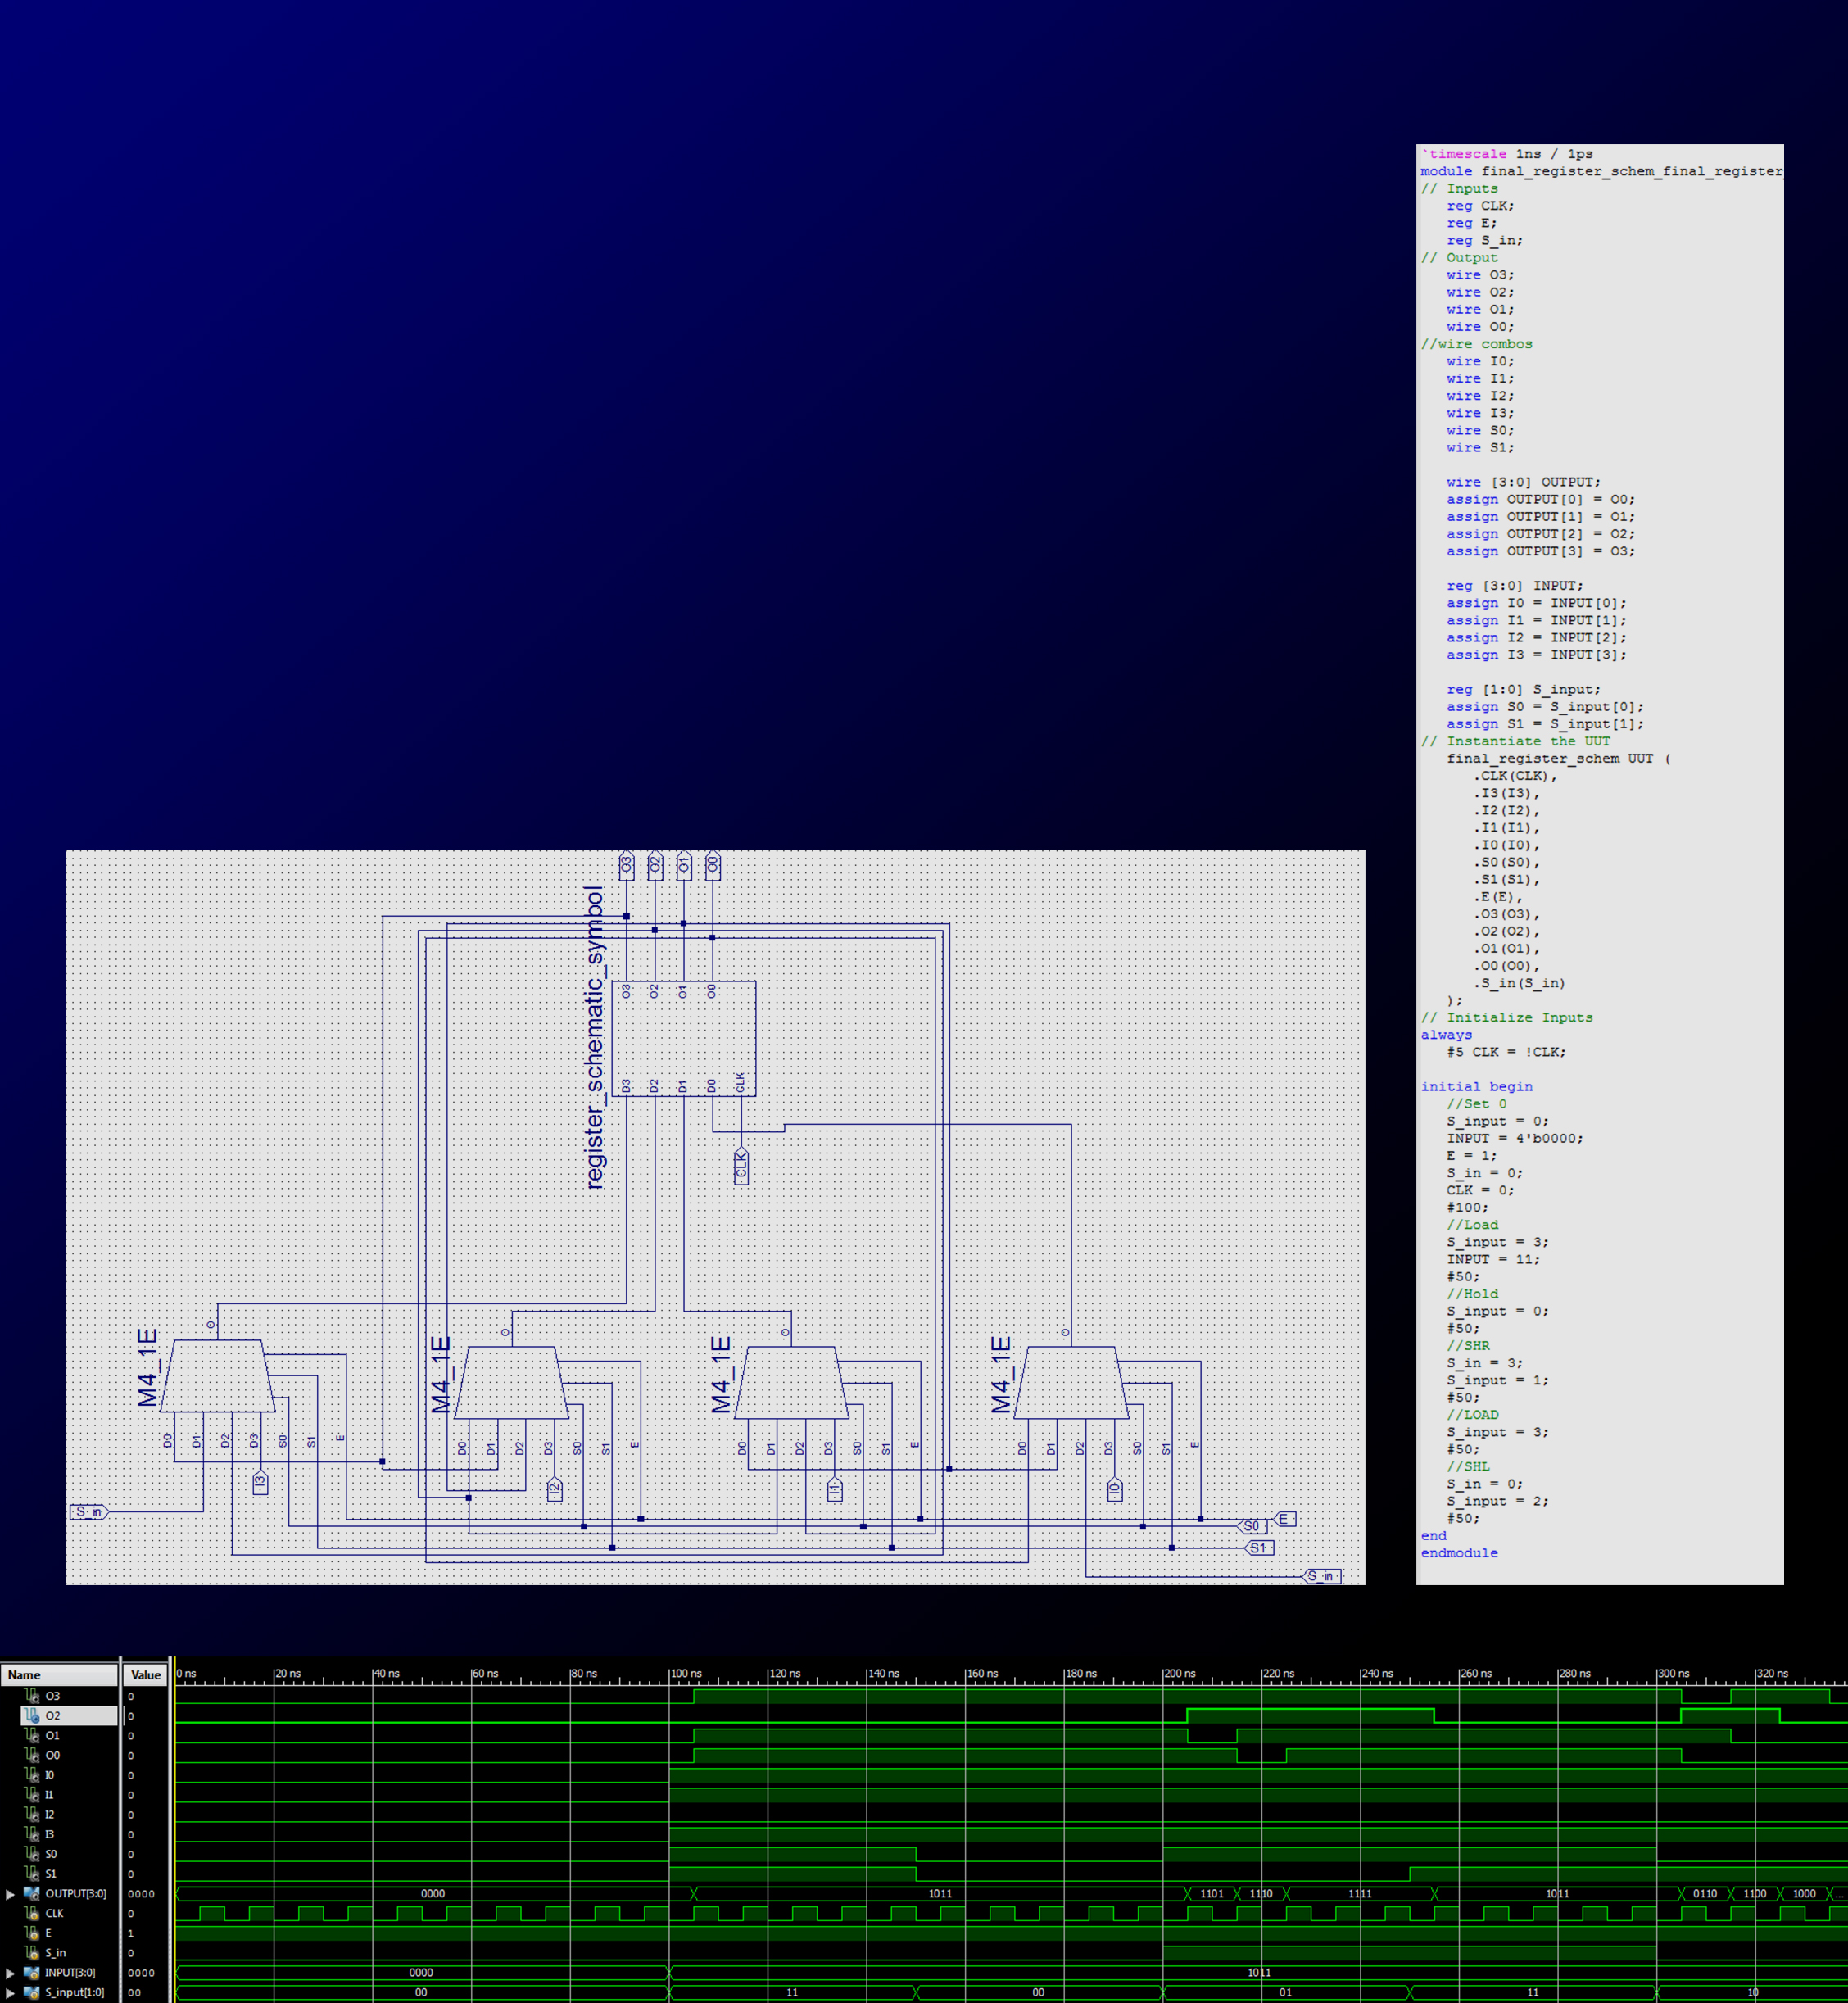 `timescale 1ns / 1ps
module final_register_schem_final_register_
// Inputs
reg CLK;
reg E;
reg S_in;
// Output
wire O3;
wire O2;
wire O1;
wire O0;
//wire combos
wire I0;
wire I1;
wire I2;
wire I3;
wire S0;
wire S1;
wire [3:0] OUTPUT;
assign OUTPUT[0] = O0;
assign OUTPUT[1] = O1;
assign OUTPUT[2] = O2;
assign OUTPUT[3] = O3;
reg [3:0] INPUT;
assign I0 = INPUT[0];
assign I1 = INPUT[1];
assign I2 = INPUT[2];
assign I3 = INPUT[3];
reg [1:0] S_input;
assign S0 = S_input[0];
assign S1 = S_input[1];
// Instantiate the UUT
final_register_schem UUT (
.CLK(CLK),
.I3(I3),
.I2(I2),
.I1(I1),
.I0(I0),
.S0(S0),
.S1(S1),
.E(E),
.O3(O3),
.O2(O2),
.O1(O1),
.O0(O0),
.S_in(S_in)
);
// Initialize Inputs
always
#5 CLK = !CLK;
initial begin
//Set 0
S_input = 0;
INPUT = 4'b0000;
E = 1;
S_in = 0;
CLK = 0;
#100;
//Load
S_input = 3;
INPUT = 11;
#50;
//Hold
S_input = 0;
#50;
//SHR
S_in = 3;
S_input = 1;
#50;
//LOAD
S_input = 3;
#50;
//SHL
S_in = 0;
S_input = 2;
#50;
end
endmodule
O3 O2 O1 O0
register_schematic_symbol
O3 O2 O1 O0
D3 D2 D1 D0 CLK
CLK
M4_1E M4_1E M4_1E M4_1E
O O O O
D0 D1 D2 D3 S0 S1 E
D0 D1 D2 D3 S0 S1 E
D0 D1 D2 D3 S0 S1 E
D0 D1 D2 D3 S0 S1 E
I3 I2 I1 I0
S_in
E
S0
S1
S_in
Name Value 0 ns 20 ns 40 ns 60 ns 80 ns 100 ns 120 ns 140 ns 160 ns 180 ns 200 ns 220 ns 240 ns 260 ns 280 ns 300 ns 320 ns
O3 0
O2 0
O1 0
O0 0
I0 0
I1 0
I2 0
I3 0
S0 0
S1 0
OUTPUT[3:0] 0000 0000 1011 1101 1110 1111 1011 0110 1100 1000 ...
CLK 0
E 1
S_in 0
INPUT[3:0] 0000 0000 1011
S_input[1:0] 00 00 11 00 01 11 10